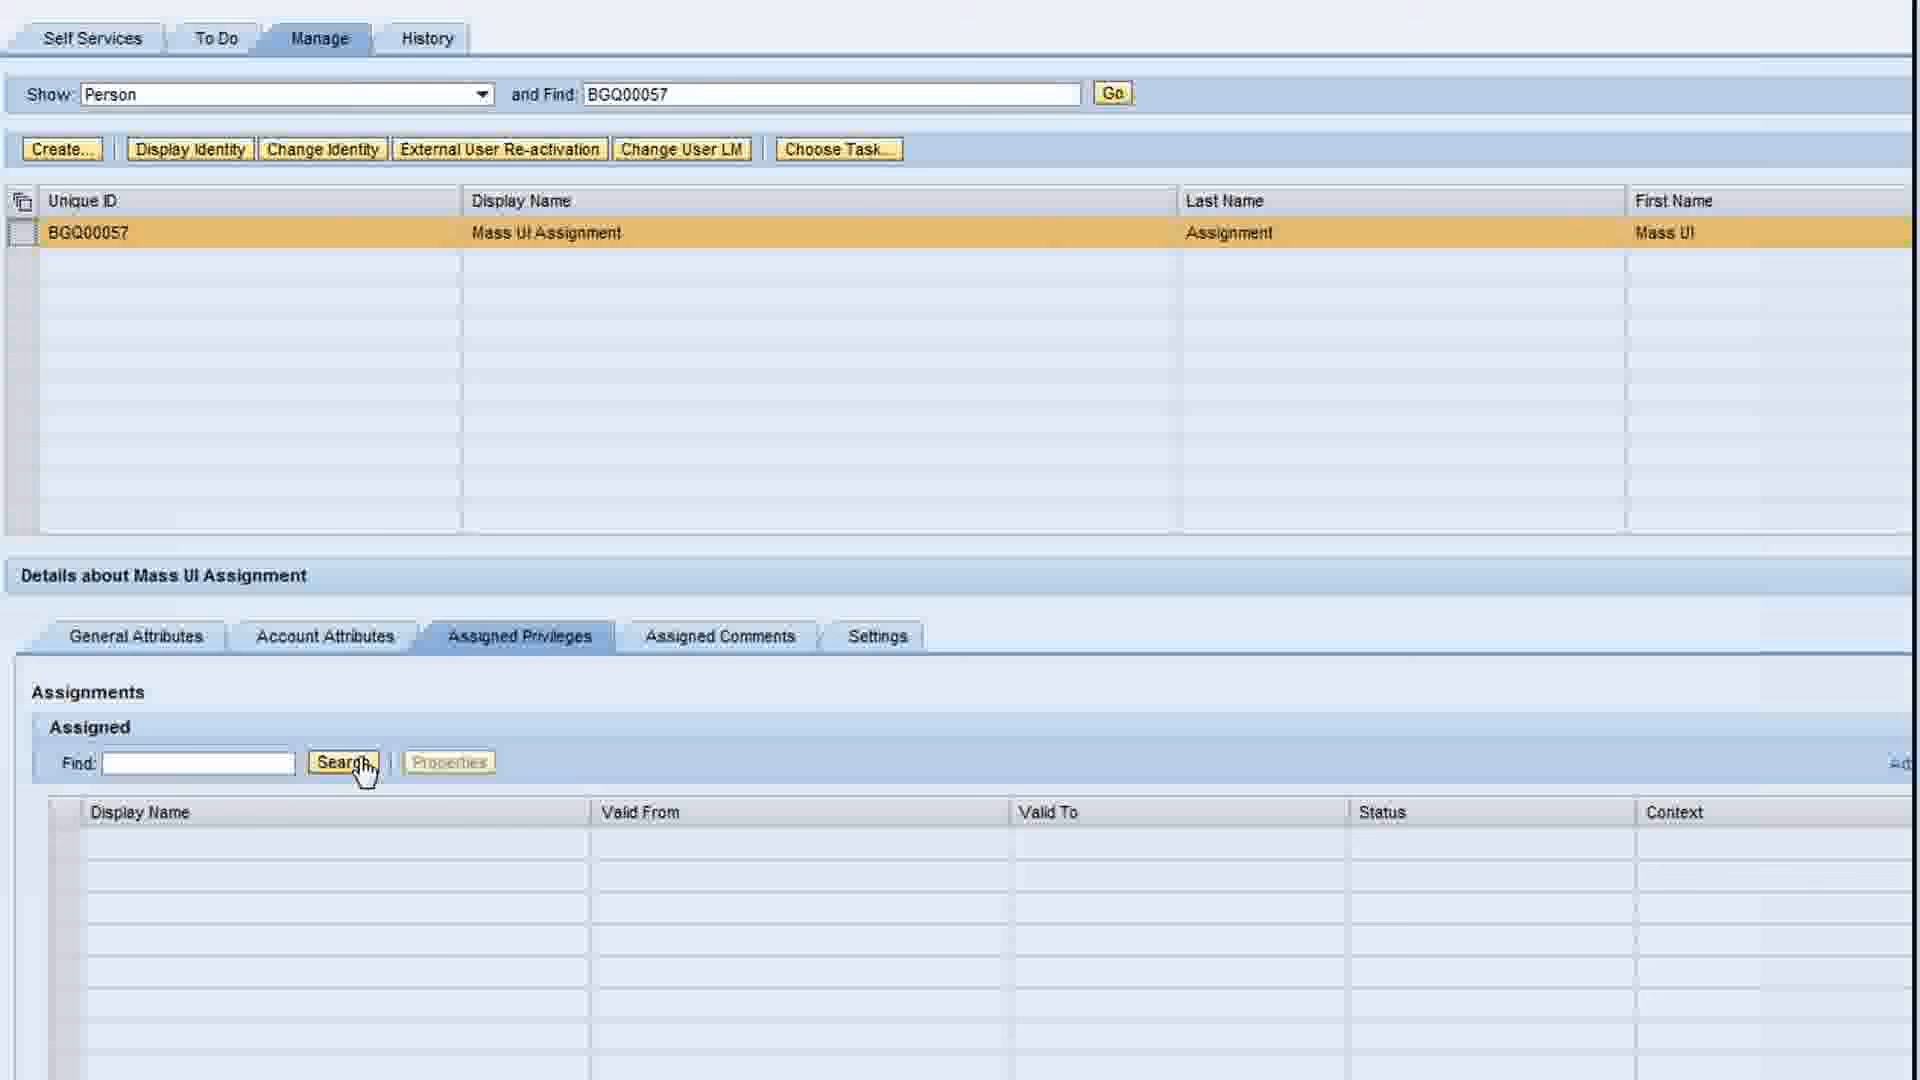 Self Services To Do Manage History
Show: Person and Find: BGQ00057 Go
Create... Display Identity Change Identity External User Re-activation Change User LM Choose Task...
Unique ID Display Name Last Name First Name
BGQ00057 Mass UI Assignment Assignment Mass UI
Details about Mass UI Assignment
General Attributes Account Attributes Assigned Privileges Assigned Comments Settings
Assignments
Assigned
Find: Search Properties
Display Name Valid From Valid To Status Context